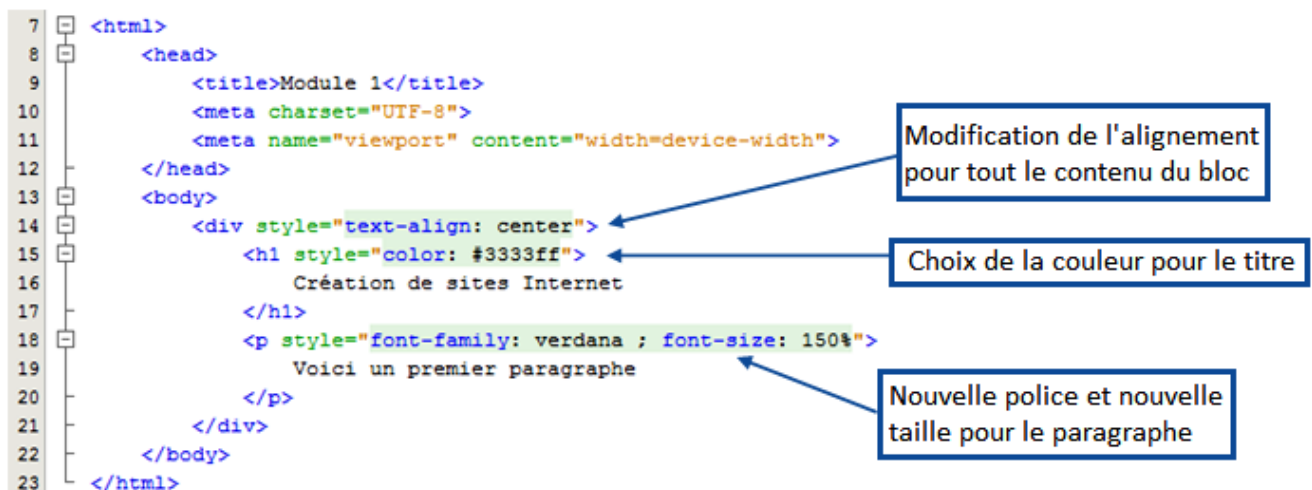 7 <html>
8 <head>
9 <title>Module 1</title>
10 <meta charset="UTF-8">
11 <meta name="viewport" content="width=device-width">
12 </head>
13 <body>
14 <div style="text-align: center">
15 <h1 style="color: #3333ff">
16 Création de sites Internet
17 </h1>
18 <p style="font-family: verdana ; font-size: 150%">
19 Voici un premier paragraphe
20 </p>
21 </div>
22 </body>
23 </html>
Modification de l'alignement
pour tout le contenu du bloc
Choix de la couleur pour le titre
Nouvelle police et nouvelle
taille pour le paragraphe